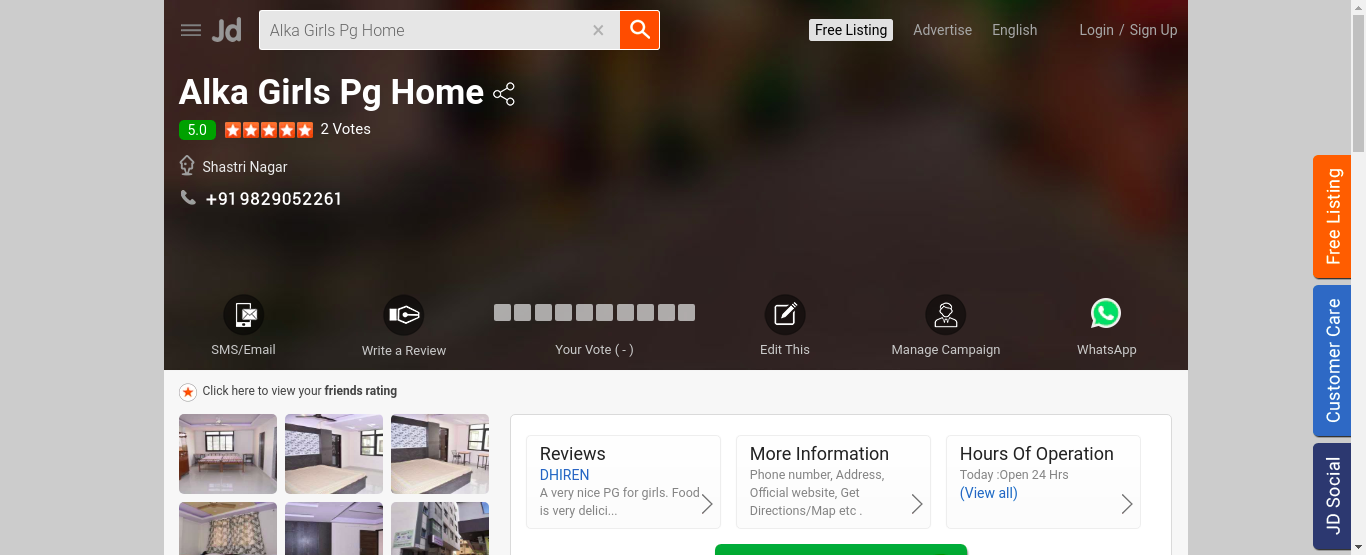 Jd
Alka Girls Pg Home
Free Listing
Advertise
English
Login / Sign Up
Alka Girls Pg Home
5.0
2 Votes
Shastri Nagar
+91 9829052261
SMS/Email
Write a Review
Your Vote ( - )
Edit This
Manage Campaign
WhatsApp
Click here to view your friends rating
Reviews
DHIREN
A very nice PG for girls. Food
is very delici...
More Information
Phone number, Address,
Official website, Get
Directions/Map etc .
Hours Of Operation
Today :Open 24 Hrs
(View all)
Free Listing
Customer Care
JD Social